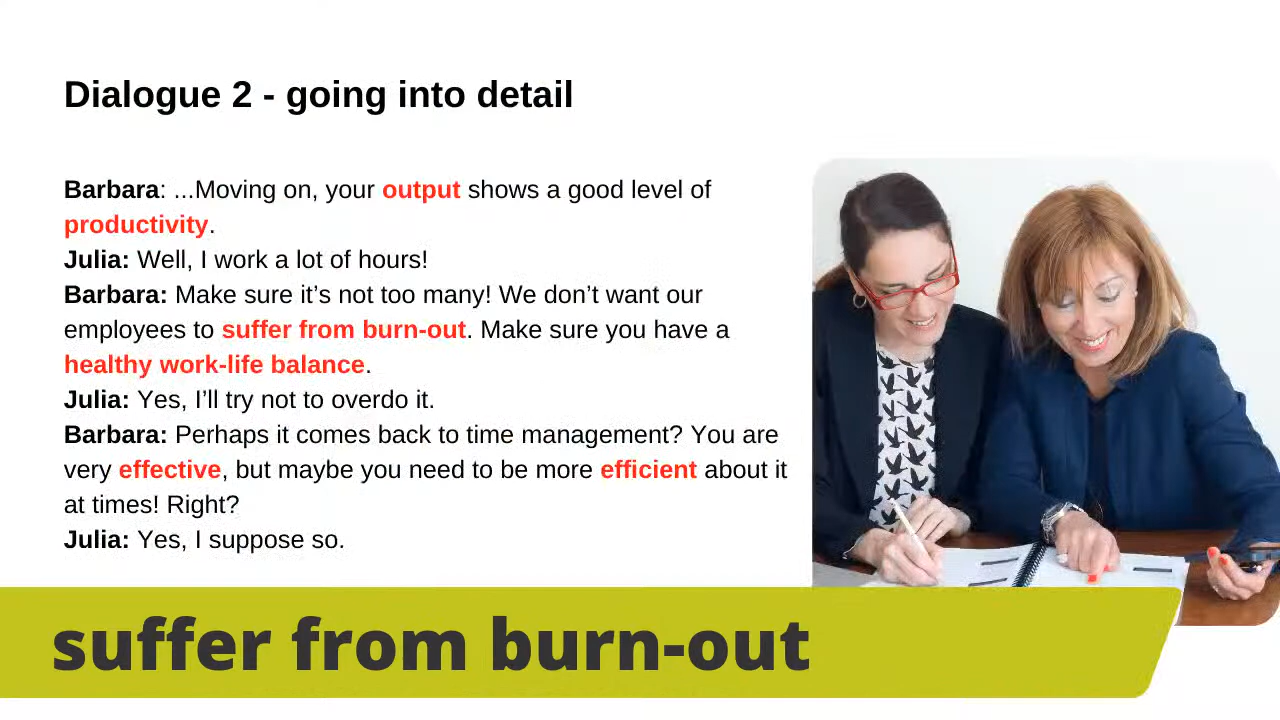 Dialogue 2 - going into detail
Barbara: ...Moving on, your output shows a good level of
productivity.
Julia: Well, I work a lot of hours!
Barbara: Make sure it’s not too many! We don’t want our
employees to suffer from burn-out. Make sure you have a
healthy work-life balance.
Julia: Yes, I’ll try not to overdo it.
Barbara: Perhaps it comes back to time management? You are
very effective, but maybe you need to be more efficient about it
at times! Right?
Julia: Yes, I suppose so.
suffer from burn-out